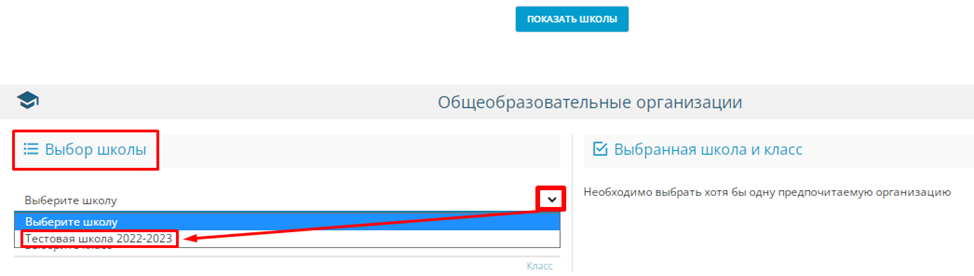 ПОКАЗАТЬ ШКОЛЫ
Общеобразовательные организации
Выбор школы
Выбранная школа и класс
Выберите школу
Необходимо выбрать хотя бы одну предпочитаемую организацию
Выберите школу
Тестовая школа 2022-2023
Класс